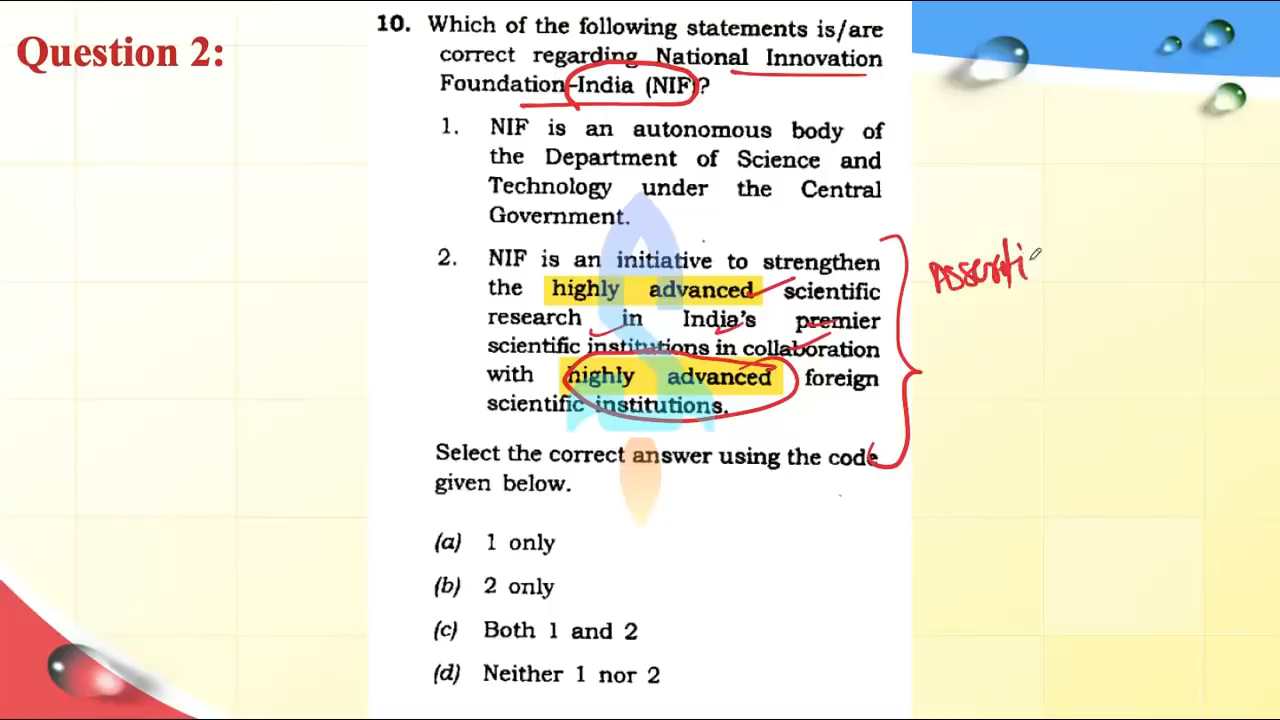 Question 2:
10. Which of the following statements is/are
correct regarding National Innovation
Foundation-India (NIF)?
1. NIF is an autonomous body of
the Department of Science and
Technology under the Central
Government.
2. NIF is an initiative to strengthen
the highly advanced scientific
research in India's premier
scientific institutions in collaboration
with highly advanced foreign
scientific institutions.
Asserti
Select the correct answer using the code
given below.
(a) 1 only
(b) 2 only
(c) Both 1 and 2
(d) Neither 1 nor 2